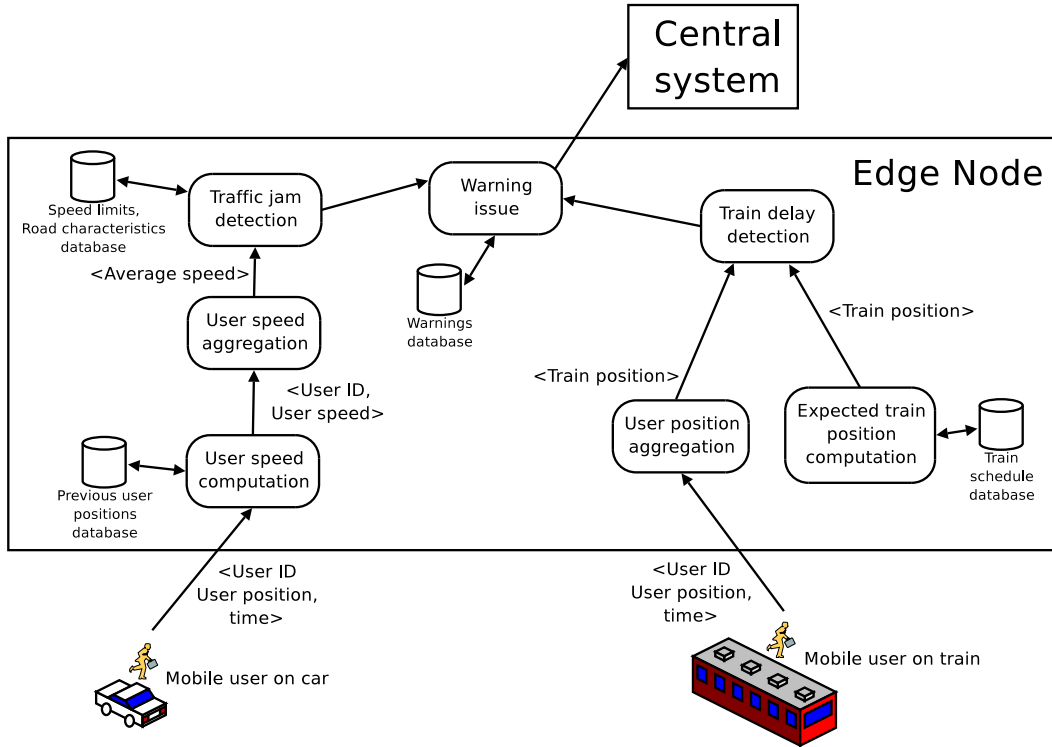 Central
system
Edge Node
Traffic jam
detection
Warning
issue
Train delay
detection
Speed limits,
Road characteristics
database
<Average speed>
User speed
aggregation
Warnings
database
<Train position>
<Train position>
<User ID,
User speed>
User position
aggregation
Expected train
position
computation
User speed
computation
Train
schedule
database
Previous user
positions
database
<User ID
User position,
time>
<User ID
User position,
time>
Mobile user on car
Mobile user on train